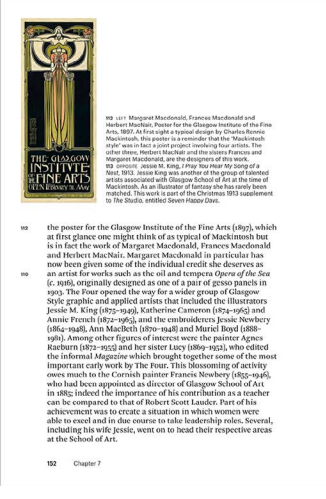 THE GLASGOW
INSTITUTE
OF THE FINE ARTS
OPEN FEBRUARY TILL MAY
112 LEFT Margaret Macdonald, Frances Macdonald and
Herbert MacNair, Poster for the Glasgow Institute of the Fine
Arts, 1897. At first sight a typical design by Charles Rennie
Mackintosh, this poster is a reminder that the ‘Mackintosh
style’ was in fact a joint project involving four artists. The
other three, Herbert MacNair and the sisters Frances and
Margaret Macdonald, are the designers of this work.
113 OPPOSITE Jessie M. King, I Pray You Hear My Song of a
Nest, 1913. Jessie King was another of the group of talented
artists associated with Glasgow School of Art at the time of
Mackintosh. As an illustrator of fantasy she has rarely been
matched. This work is part of the Christmas 1913 supplement
to The Studio, entitled Seven Happy Days.
112 the poster for the Glasgow Institute of the Fine Arts (1897), which
at first glance one might think of as typical of Mackintosh but
is in fact the work of Margaret Macdonald, Frances Macdonald
and Herbert MacNair. Margaret Macdonald in particular has
now been given some of the individual credit she deserves as
110 an artist for works such as the oil and tempera Opera of the Sea
(c. 1916), originally designed as one of a pair of gesso panels in
1903. The Four opened the way for a wider group of Glasgow
Style graphic and applied artists that included the illustrators
Jessie M. King (1875–1949), Katherine Cameron (1874–1965) and
Annie French (1872–1965), and the embroiderers Jessie Newbery
(1864–1948), Ann MacBeth (1870–1948) and Muriel Boyd (1888–
1981). Among other figures of interest were the painter Agnes
Raeburn (1872–1955) and her sister Lucy (1869–1952), who edited
the informal Magazine which brought together some of the most
important early work by The Four. This blossoming of activity
owes much to the Cornish painter Francis Newbery (1855–1946),
who had been appointed as director of Glasgow School of Art
in 1885; indeed the importance of his contribution as a teacher
can be compared to that of Robert Scott Lauder. Part of his
achievement was to create a situation in which women were
able to excel and in due course to take leadership roles. Several,
including his wife Jessie, went on to head their respective areas
at the School of Art.
152 Chapter 7